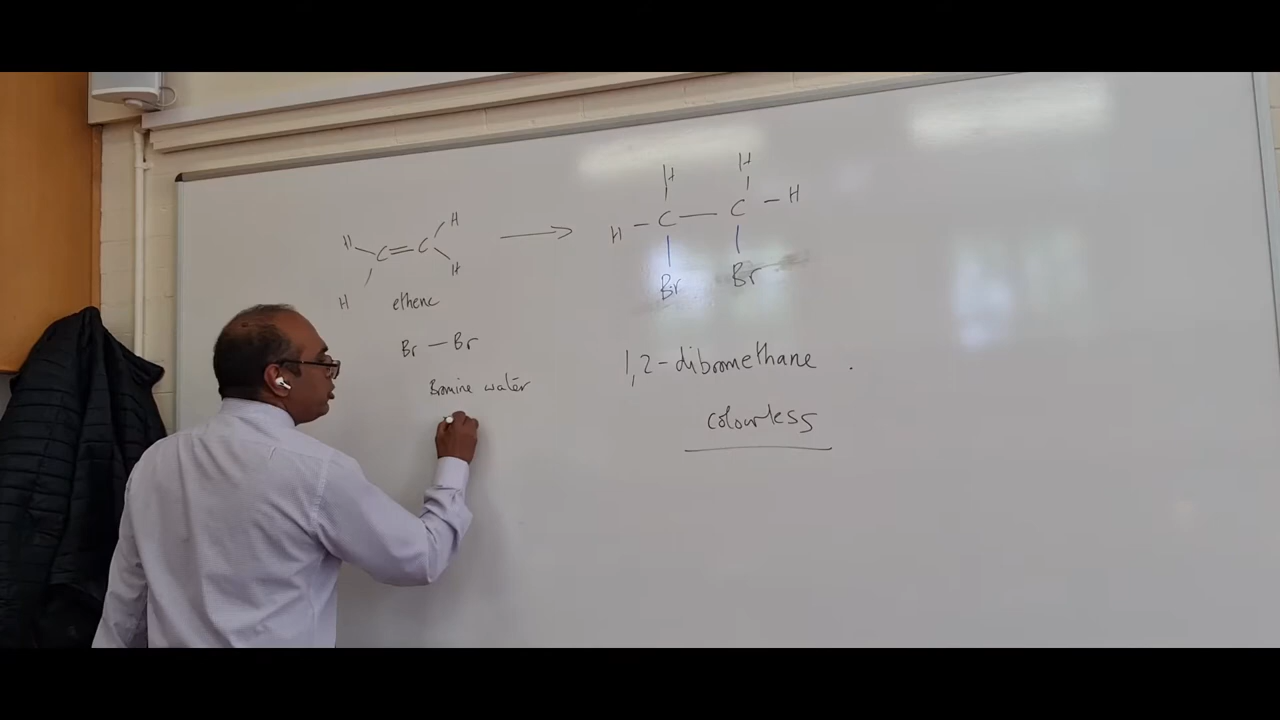 H
H
C=C
H
H
ethene
Br — Br
Bromine water
H
H
H — C — C — H
Br
Br
1,2-dibromethane.
colourless